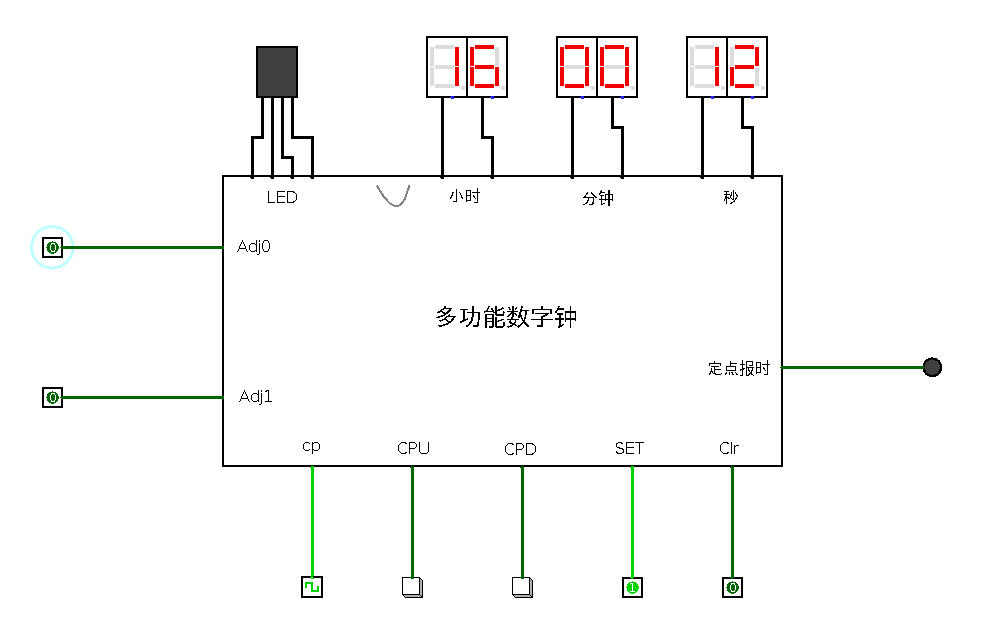 16 00 12
LED 小时 分钟 秒
0 Adj0
多功能数字钟
定点报时
0 Adj1
cp CPU CPD SET Clr
1 0